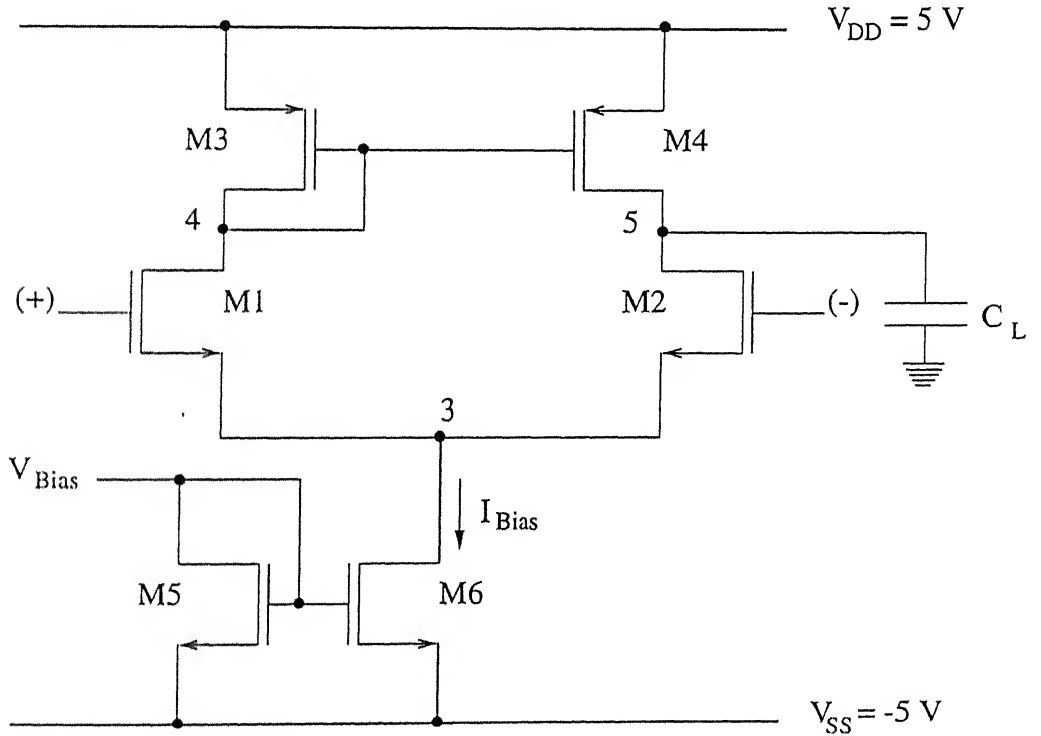 V_DD = 5 V
M3
M4
4
5
(+)
M1
M2
(-)
C_L
3
V_Bias
I_Bias
M5
M6
V_SS = -5 V